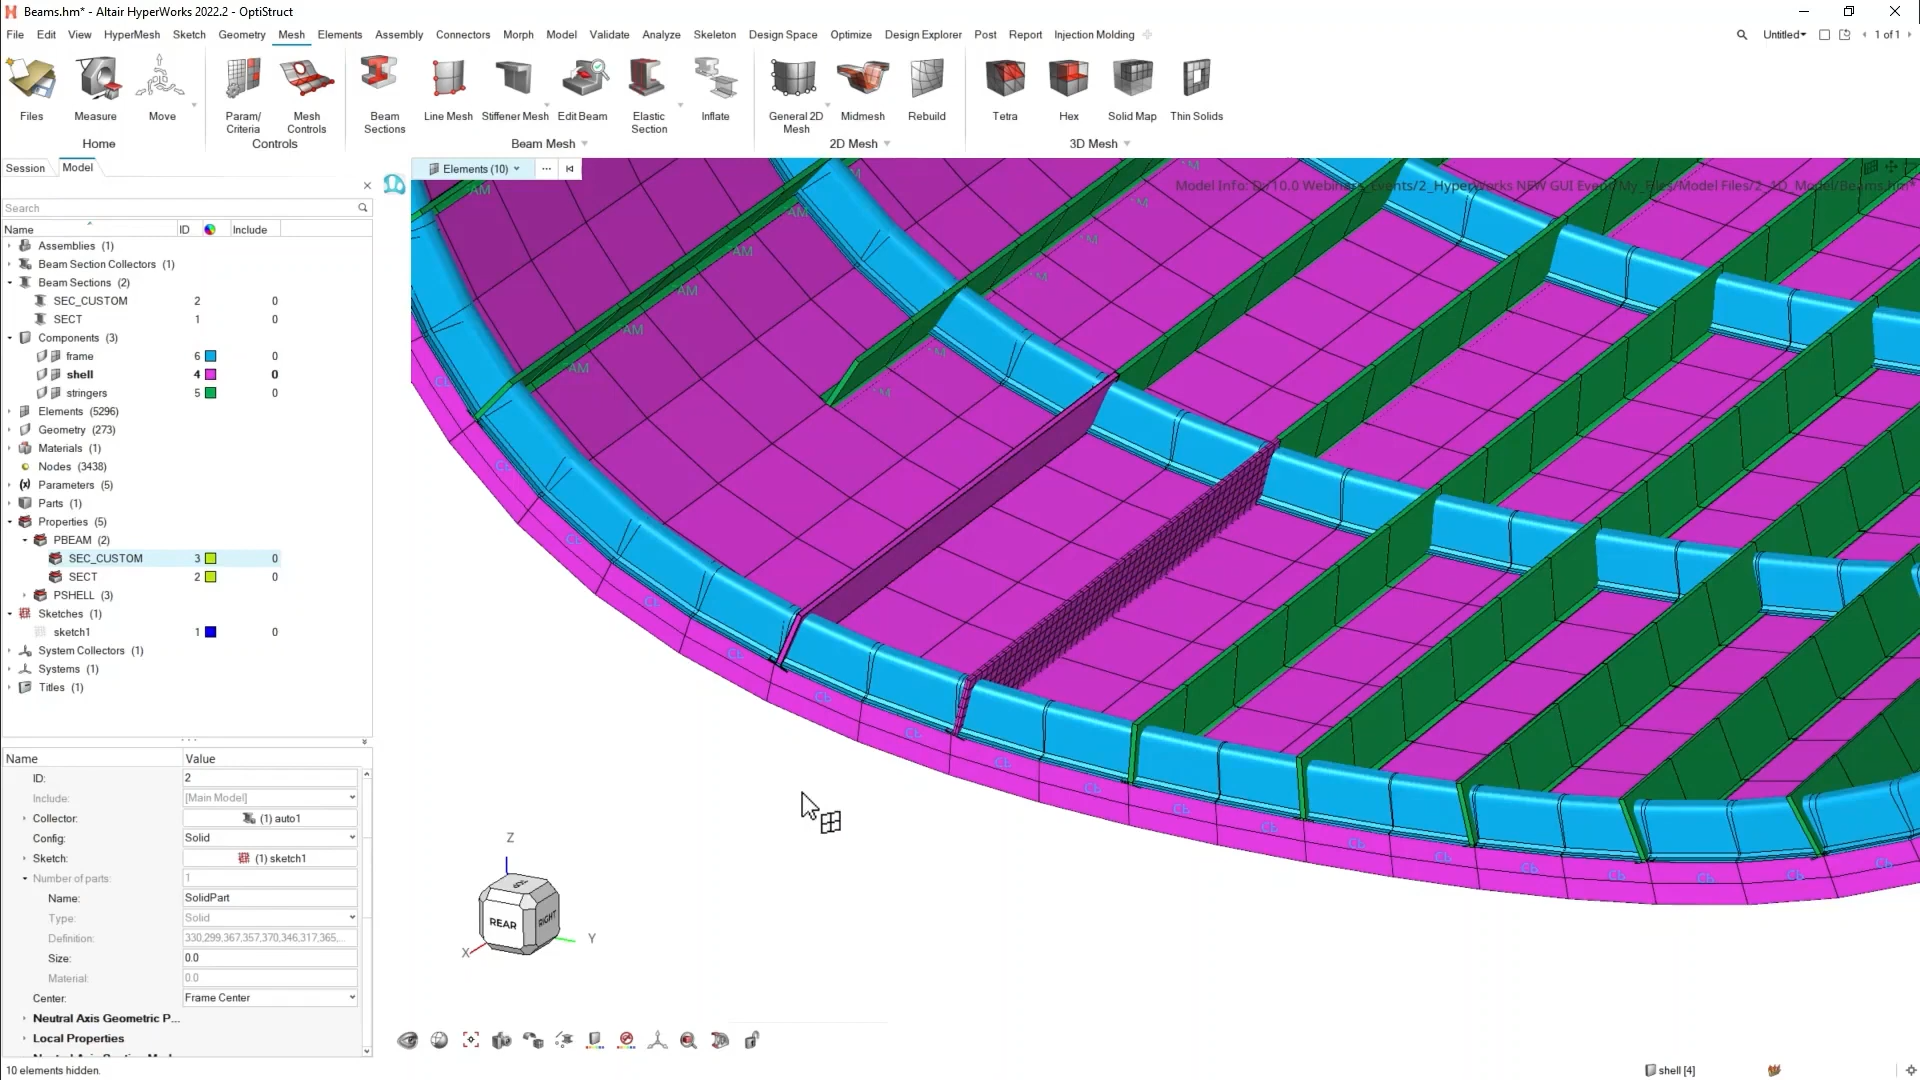 Beams.hm* - Altair HyperWorks 2022.2 - OptiStruct
File Edit View HyperMesh Sketch Geometry Mesh Elements Assembly Connectors Morph Model Validate Analyze Skeleton Design Space Optimize Design Explorer Post Report Injection Molding Untitled 1 of 1
Files Measure Move Param/ Criteria Mesh Controls Beam Sections Line Mesh Stiffener Mesh Edit Beam Elastic Section Inflate General 2D Mesh Midmesh Rebuild Tetra Hex Solid Map Thin Solids
Home Controls Beam Mesh 2D Mesh 3D Mesh
Session Model Elements (10) ...
Search
Name ID Include
Assemblies (1)
Beam Section Collectors (1)
Beam Sections (2)
SEC_CUSTOM 2 0
SECT 1 0
Components (3)
frame 6 0
shell 4 0
stringers 5 0
Elements (5296)
Geometry (273)
Materials (1)
Nodes (3438)
Parameters (5)
Parts (1)
Properties (5)
PBEAM (2)
SEC_CUSTOM 3 0
SECT 2 0
PSHELL (3)
Sketches (1)
sketch1 1 0
System Collectors (1)
Systems (1)
Titles (1)
Name Value
ID: 2
Include: [Main Model]
Collector: (1) auto1
Config: Solid
Sketch: (1) sketch1
Number of parts: 1
Name: SolidPart
Type: Solid
Definition: 330,299,367,357,370,346,317,365,...
Size: 0.0
Material: 0.0
Center: Frame Center
Neutral Axis Geometric P...
Local Properties
10 elements hidden.
Z
REAR RIGHT
X Y
shell [4]